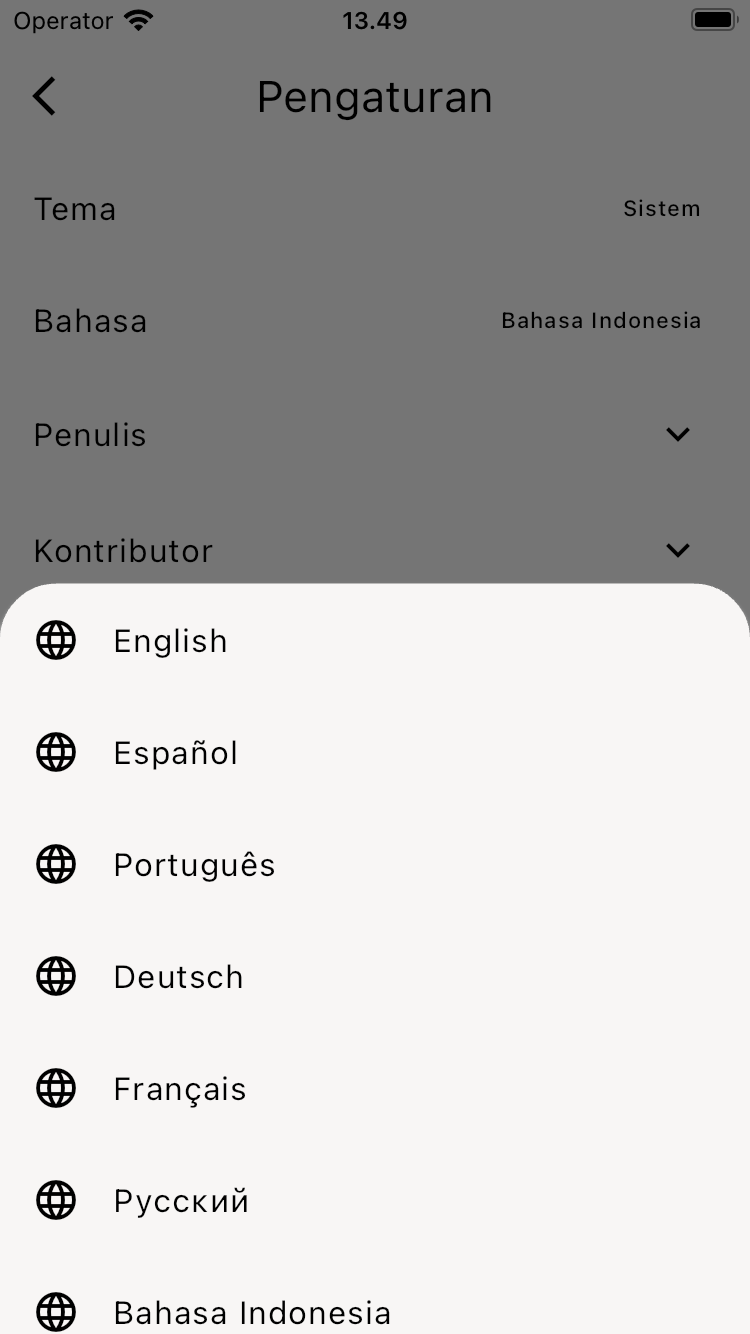 Operator 13.49
Pengaturan
Tema Sistem
Bahasa Bahasa Indonesia
Penulis
Kontributor
English
Español
Português
Deutsch
Français
Русский
Bahasa Indonesia